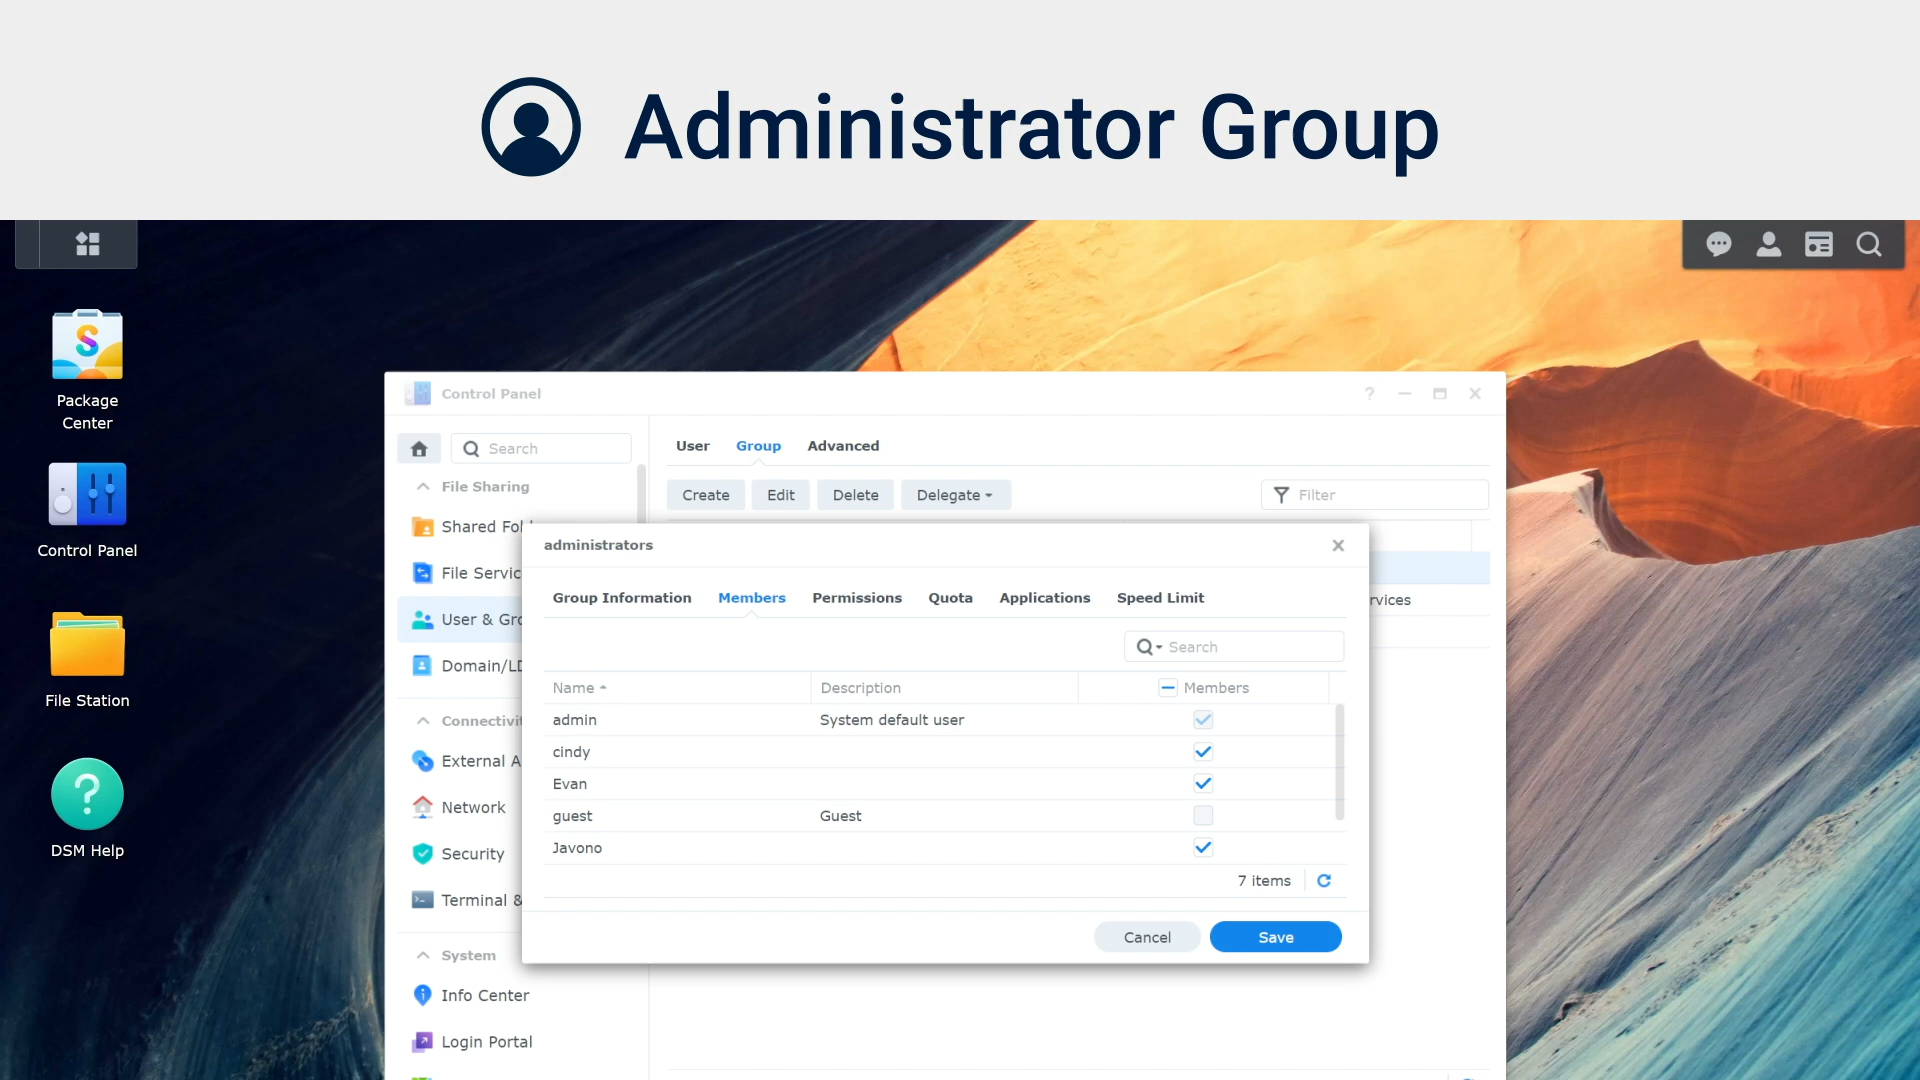 Administrator Group
Package
Center
Control Panel
File Station
DSM Help
Control Panel
Search
File Sharing
Shared Fol
File Servic
User & Gro
Domain/LD
Connectivit
External A
Network
Security
Terminal &
System
Info Center
Login Portal
User Group Advanced
Create Edit Delete Delegate
Filter
rvices
administrators
Group Information Members Permissions Quota Applications Speed Limit
Search
Name Description Members
admin System default user
cindy
Evan
guest Guest
Javono
7 items
Cancel Save